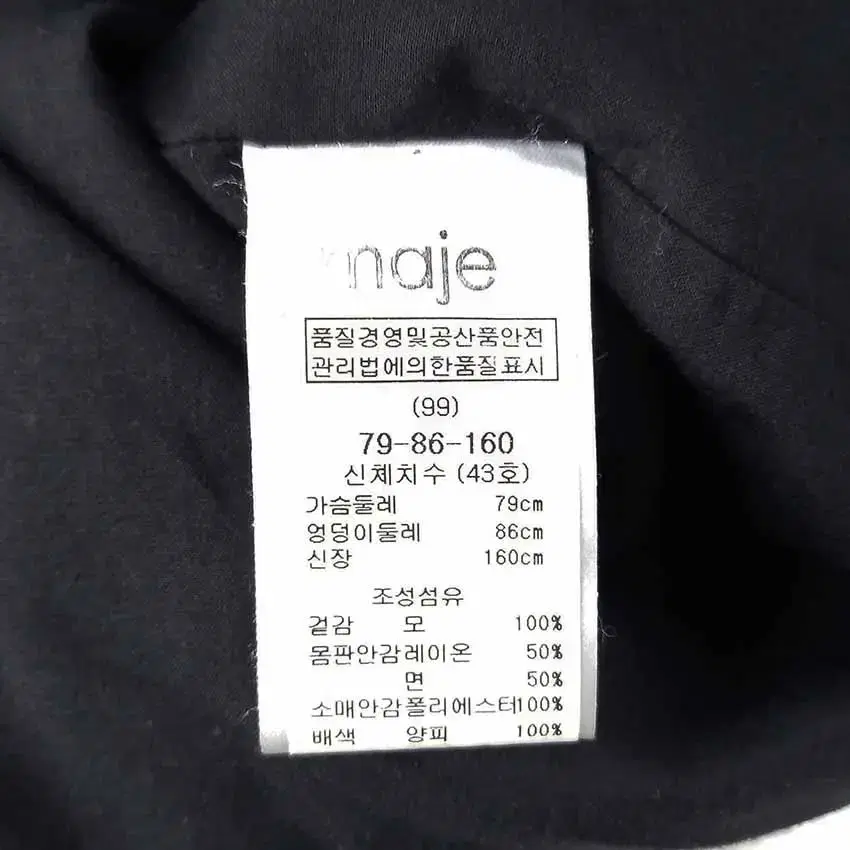 naje
품질경영및공산품안전
관리법에의한품질표시
(99)
79-86-160
신체치수 (43호)
가슴둘레 79cm
엉덩이둘레 86cm
신장 160cm
조성섬유
겉감 모 100%
몸판안감레이온 50%
면 50%
소매안감폴리에스터100%
배색 양피 100%